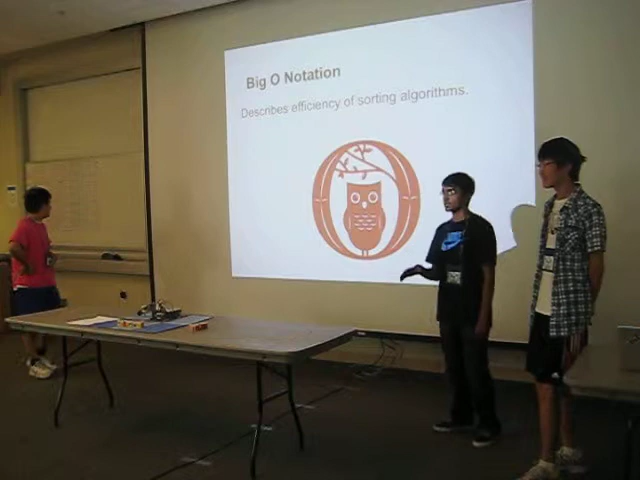 Big O Notation
Describes efficiency of sorting algorithms.